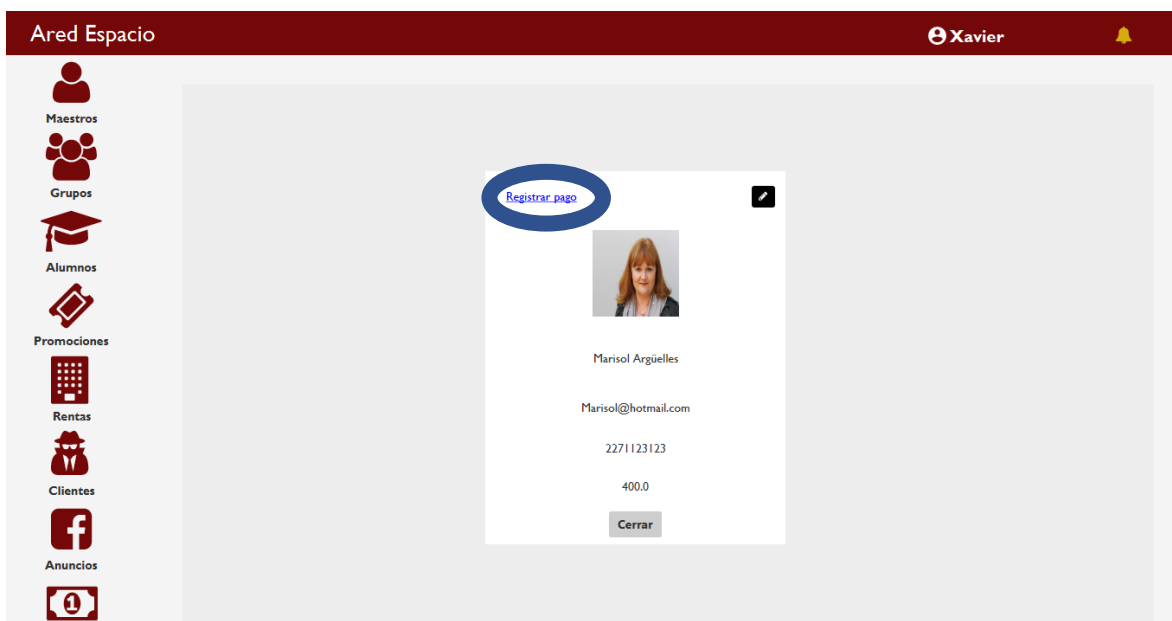 Ared Espacio
Xavier
Maestros
Grupos
Alumnos
Promociones
Rentas
Clientes
Anuncios
1
Registrar pago
Marisol Argüelles
Marisol@hotmail.com
2271123123
400.0
Cerrar